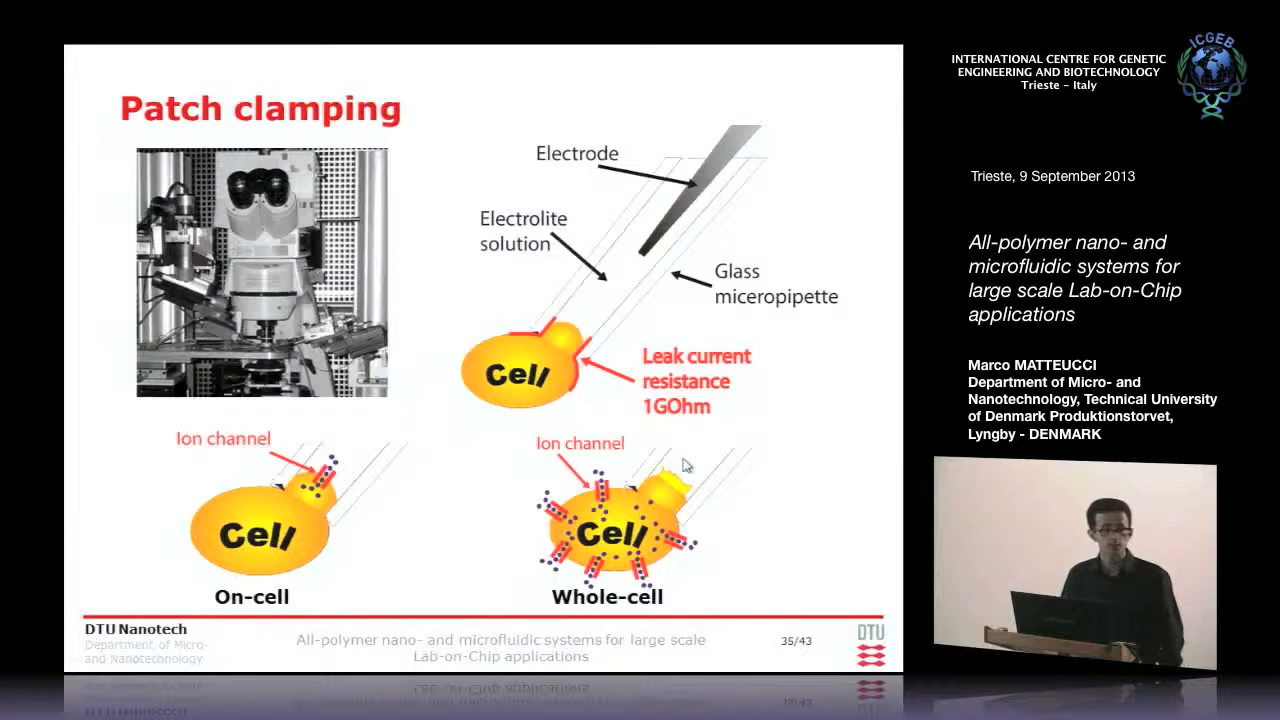 Patch clamping
Electrode
Electrolite
solution
Glass
miceropipette
Cell
Leak current
resistance
1GOhm
Ion channel
Cell
On-cell
Ion channel
Cell
Whole-cell
DTU Nanotech
Department of Micro-
and Nanotechnology
All-polymer nano- and microfluidic systems for large scale
Lab-on-Chip applications
35/43
DTU
INTERNATIONAL CENTRE FOR GENETIC
ENGINEERING AND BIOTECHNOLOGY
Trieste - Italy
ICGEB
Trieste, 9 September 2013
All-polymer nano- and
microfluidic systems for
large scale Lab-on-Chip
applications
Marco MATTEUCCI
Department of Micro- and
Nanotechnology, Technical University
of Denmark Produktionstorvet,
Lyngby - DENMARK